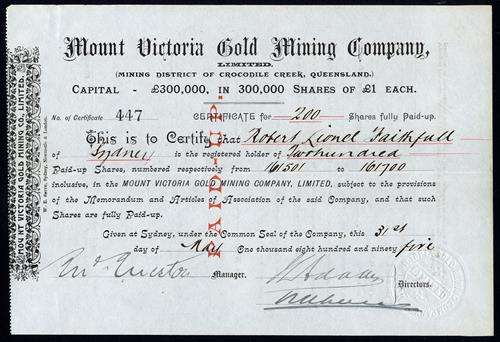 Mount Victoria Gold Mining Company,
LIMITED.
(MINING DISTRICT OF CROCODILE CREEK, QUEENSLAND.)
CAPITAL - £300,000, IN 300,000 SHARES OF £1 EACH.
No. of Certificate 447 CERTIFICATE FOR 200 Shares fully Paid-up.
This is to Certify that Robert Lionel Faithfull
of Sydney is the registered holder of Two hundred
Paid-up Shares, numbered respectively from 161501 to 161700
inclusive, in the MOUNT VICTORIA GOLD MINING COMPANY, LIMITED, subject to the provisions
of the Memorandum and Articles of Association of the said Company, and that such
Shares are fully Paid-up.
Given at Sydney, under the Common Seal of the Company, this 31st
day of May One thousand eight hundred and ninety five
Manager.
Directors.
PAID UP.
MOUNT VICTORIA GOLD MINING CO., LIMITED.